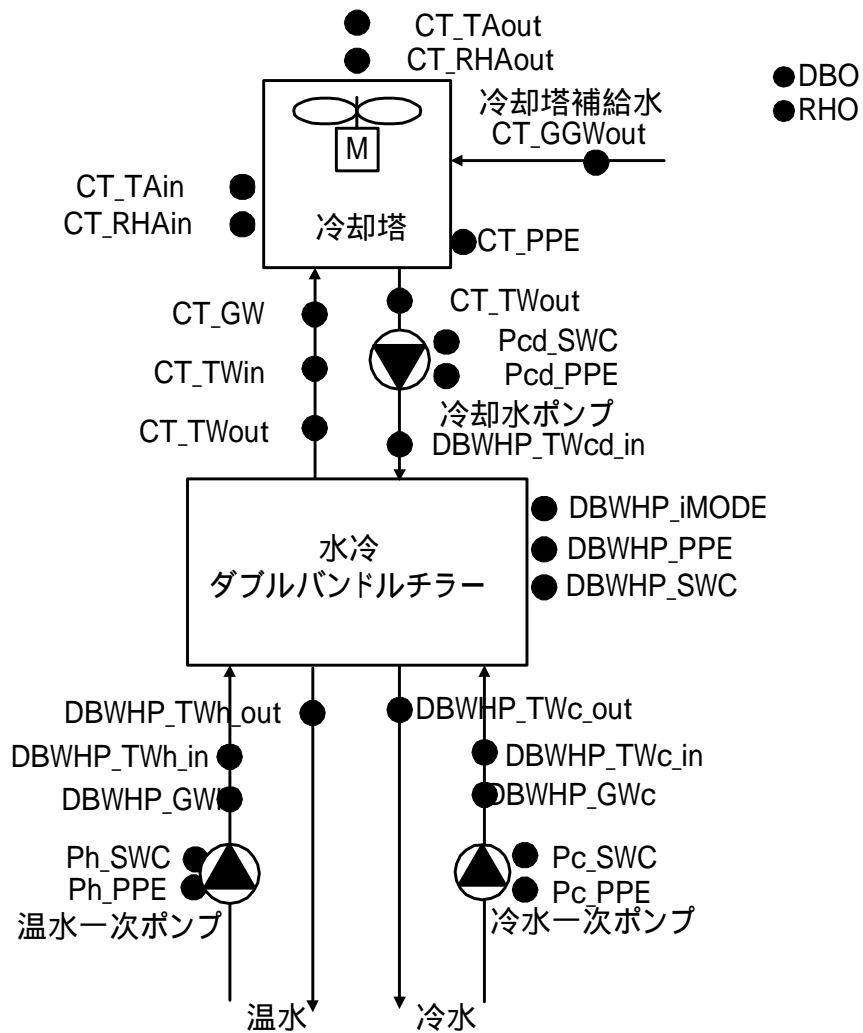 CT_TAout
CT_RHAout
DBO
RHO
冷却塔補給水
CT_GGWout
M
CT_TAin
CT_RHAin
冷却塔
CT_PPE
CT_GW
CT_TWout
Pcd_SWC
CT_TWin
Pcd_PPE
冷却水ポンプ
CT_TWout
DBWHP_TWcd_in
水冷
ダブルバンドルチラー
DBWHP_iMODE
DBWHP_PPE
DBWHP_SWC
DBWHP_TWh_out
DBWHP_TWc_out
DBWHP_TWh_in
DBWHP_TWc_in
DBWHP_GWh
DBWHP_GWc
Ph_SWC
Pc_SWC
Ph_PPE
Pc_PPE
温水一次ポンプ
冷水一次ポンプ
温水
冷水